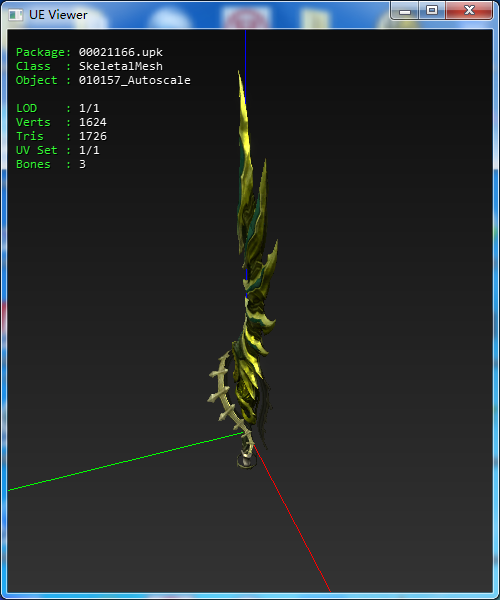 UE Viewer
Package: 00021166.upk
Class  : SkeletalMesh
Object : 010157_Autoscale
LOD    : 1/1
Verts  : 1624
Tris   : 1726
UV Set : 1/1
Bones  : 3